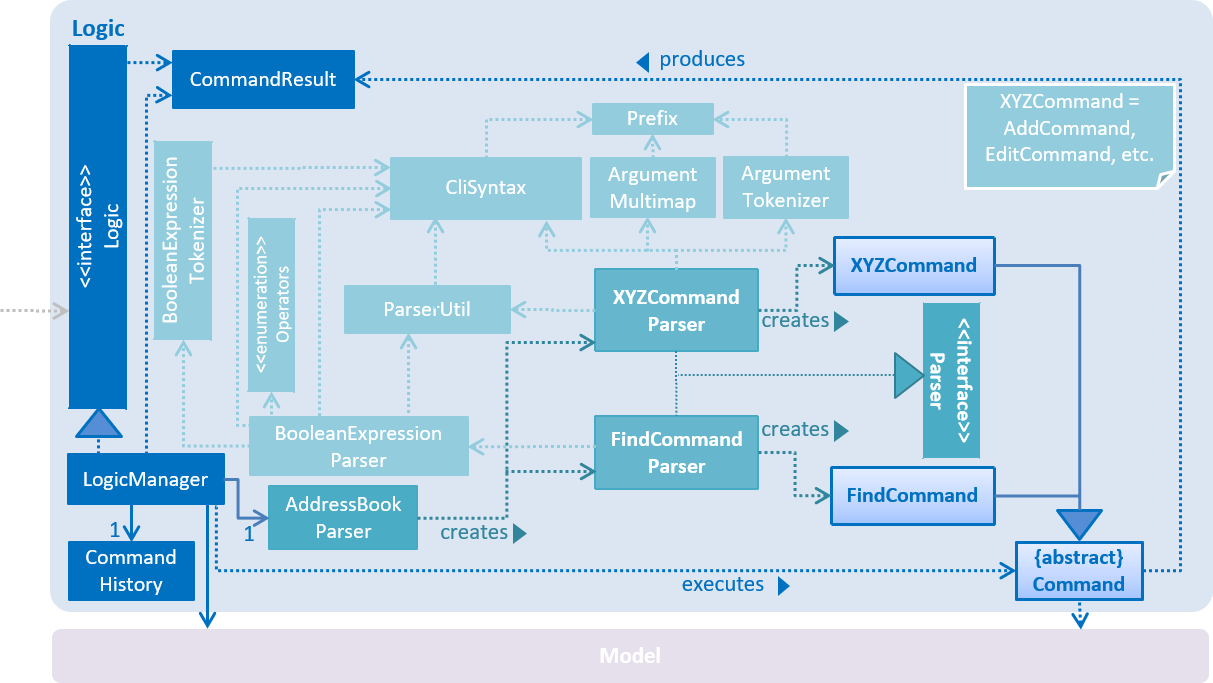 Logic
<<interface>>
Logic
CommandResult
produces
XYZCommand =
AddCommand,
EditCommand, etc.
Prefix
BooleanExpression
Tokenizer
CliSyntax
Argument
Multimap
Argument
Tokenizer
<<enumeration>>
Operators
ParserUtil
XYZCommand
Parser
creates
XYZCommand
<<interface>>
Parser
BooleanExpression
Parser
FindCommand
Parser
creates
FindCommand
LogicManager
1
AddressBook
Parser
creates
1
Command
History
executes
{abstract}
Command
Model